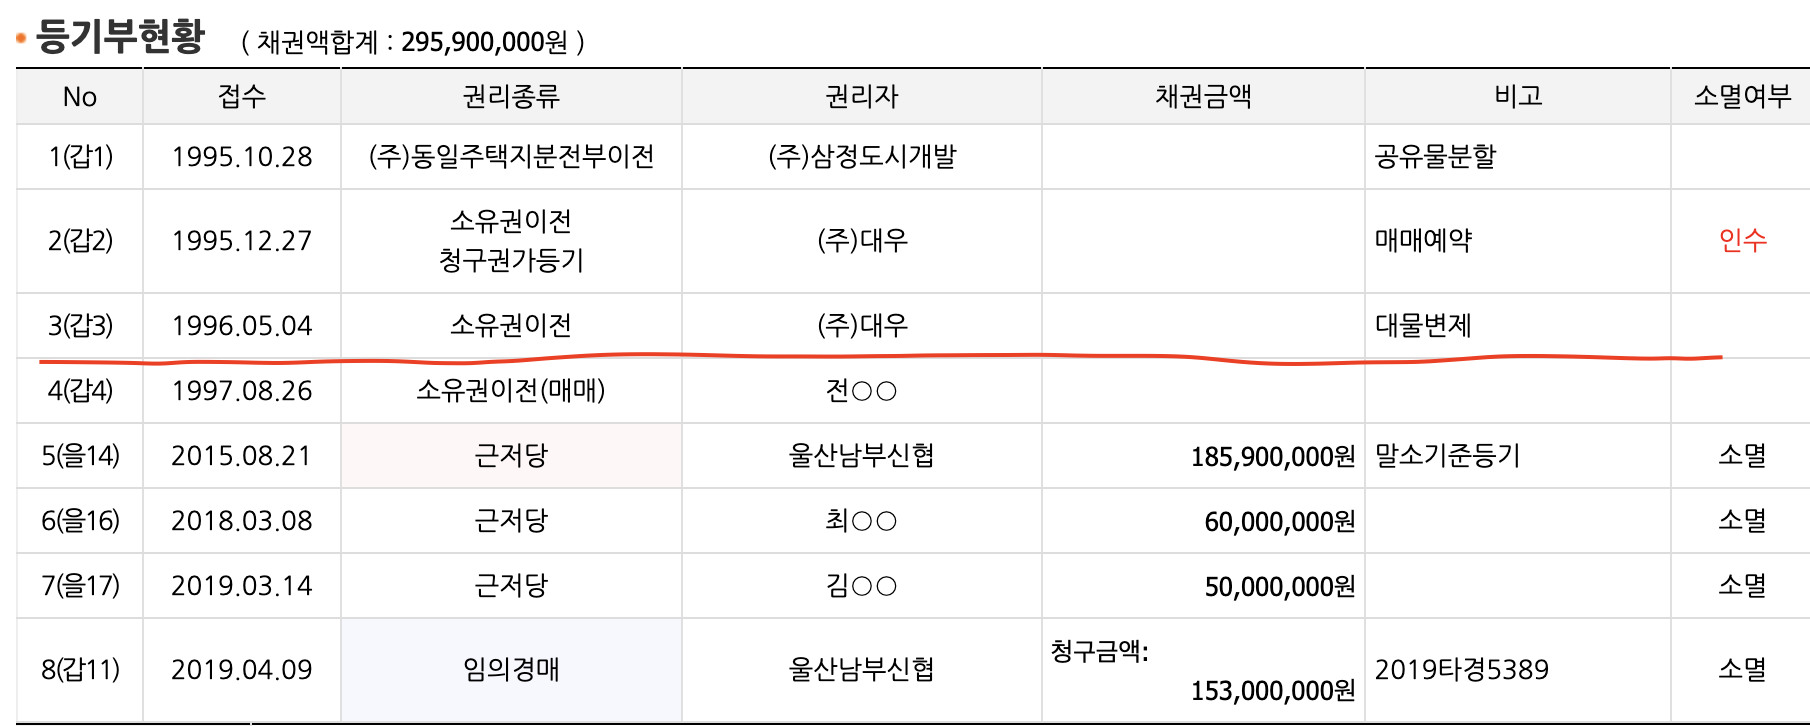 등기부현황 ( 채권액합계 : 295,900,000원 )
No 접수 권리종류 권리자 채권금액 비고 소멸여부
1(갑1) 1995.10.28 (주)동일주택지분전부이전 (주)삼정도시개발 공유물분할
2(갑2) 1995.12.27 소유권이전 청구권가등기 (주)대우 매매예약 인수
3(갑3) 1996.05.04 소유권이전 (주)대우 대물변제
4(갑4) 1997.08.26 소유권이전(매매) 전○○
5(을14) 2015.08.21 근저당 울산남부신협 185,900,000원 말소기준등기 소멸
6(을16) 2018.03.08 근저당 최○○ 60,000,000원 소멸
7(을17) 2019.03.14 근저당 김○○ 50,000,000원 소멸
8(갑11) 2019.04.09 임의경매 울산남부신협 청구금액: 153,000,000원 2019타경5389 소멸